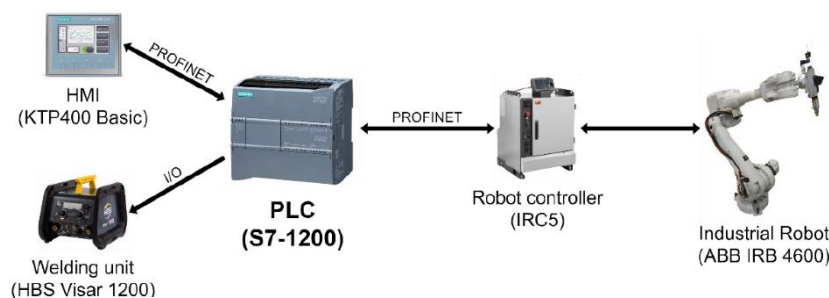 PROFINET
HMI
(KTP400 Basic)
I/O
Welding unit
(HBS Visar 1200)
PLC
(S7-1200)
PROFINET
Robot controller
(IRC5)
Industrial Robot
(ABB IRB 4600)